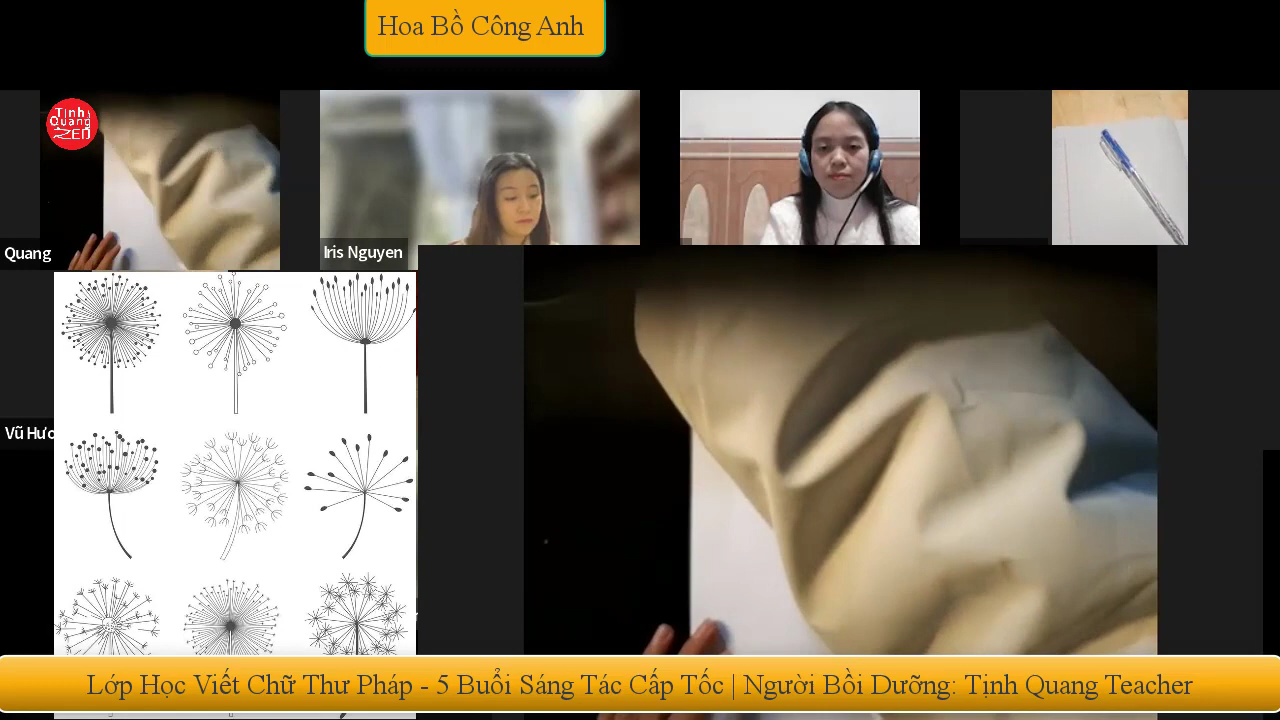 Hoa Bồ Công Anh
Tịnh
Quang
ZEN
Quang
Iris Nguyen
Lớp Học Viết Chữ Thư Pháp - 5 Buổi Sáng Tác Cấp Tốc | Người Bồi Dưỡng: Tịnh Quang Teacher